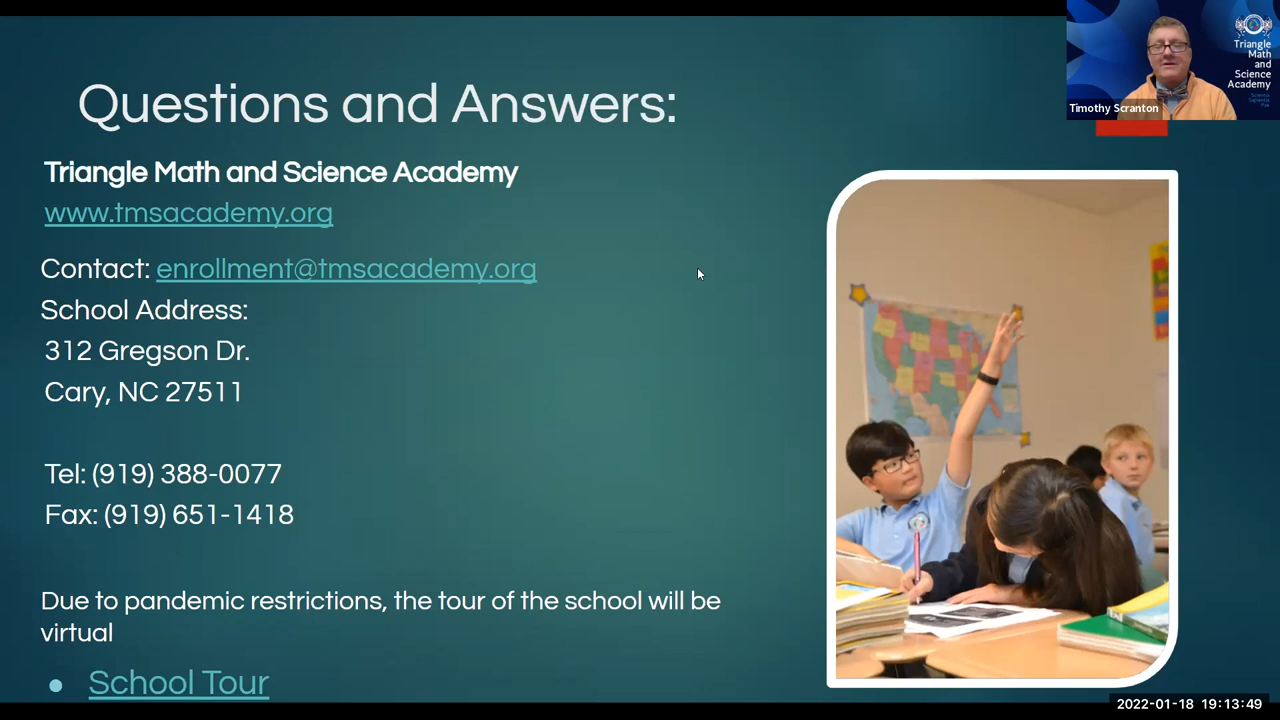 Questions and Answers:
Triangle Math and Science Academy
www.tmsacademy.org
Contact: enrollment@tmsacademy.org
School Address:
312 Gregson Dr.
Cary, NC 27511
Tel: (919) 388-0077
Fax: (919) 651-1418
Due to pandemic restrictions, the tour of the school will be
virtual
● School Tour
Triangle
Math
and
Science
Academy
Timothy Scranton
2022-01-18 19:13:49